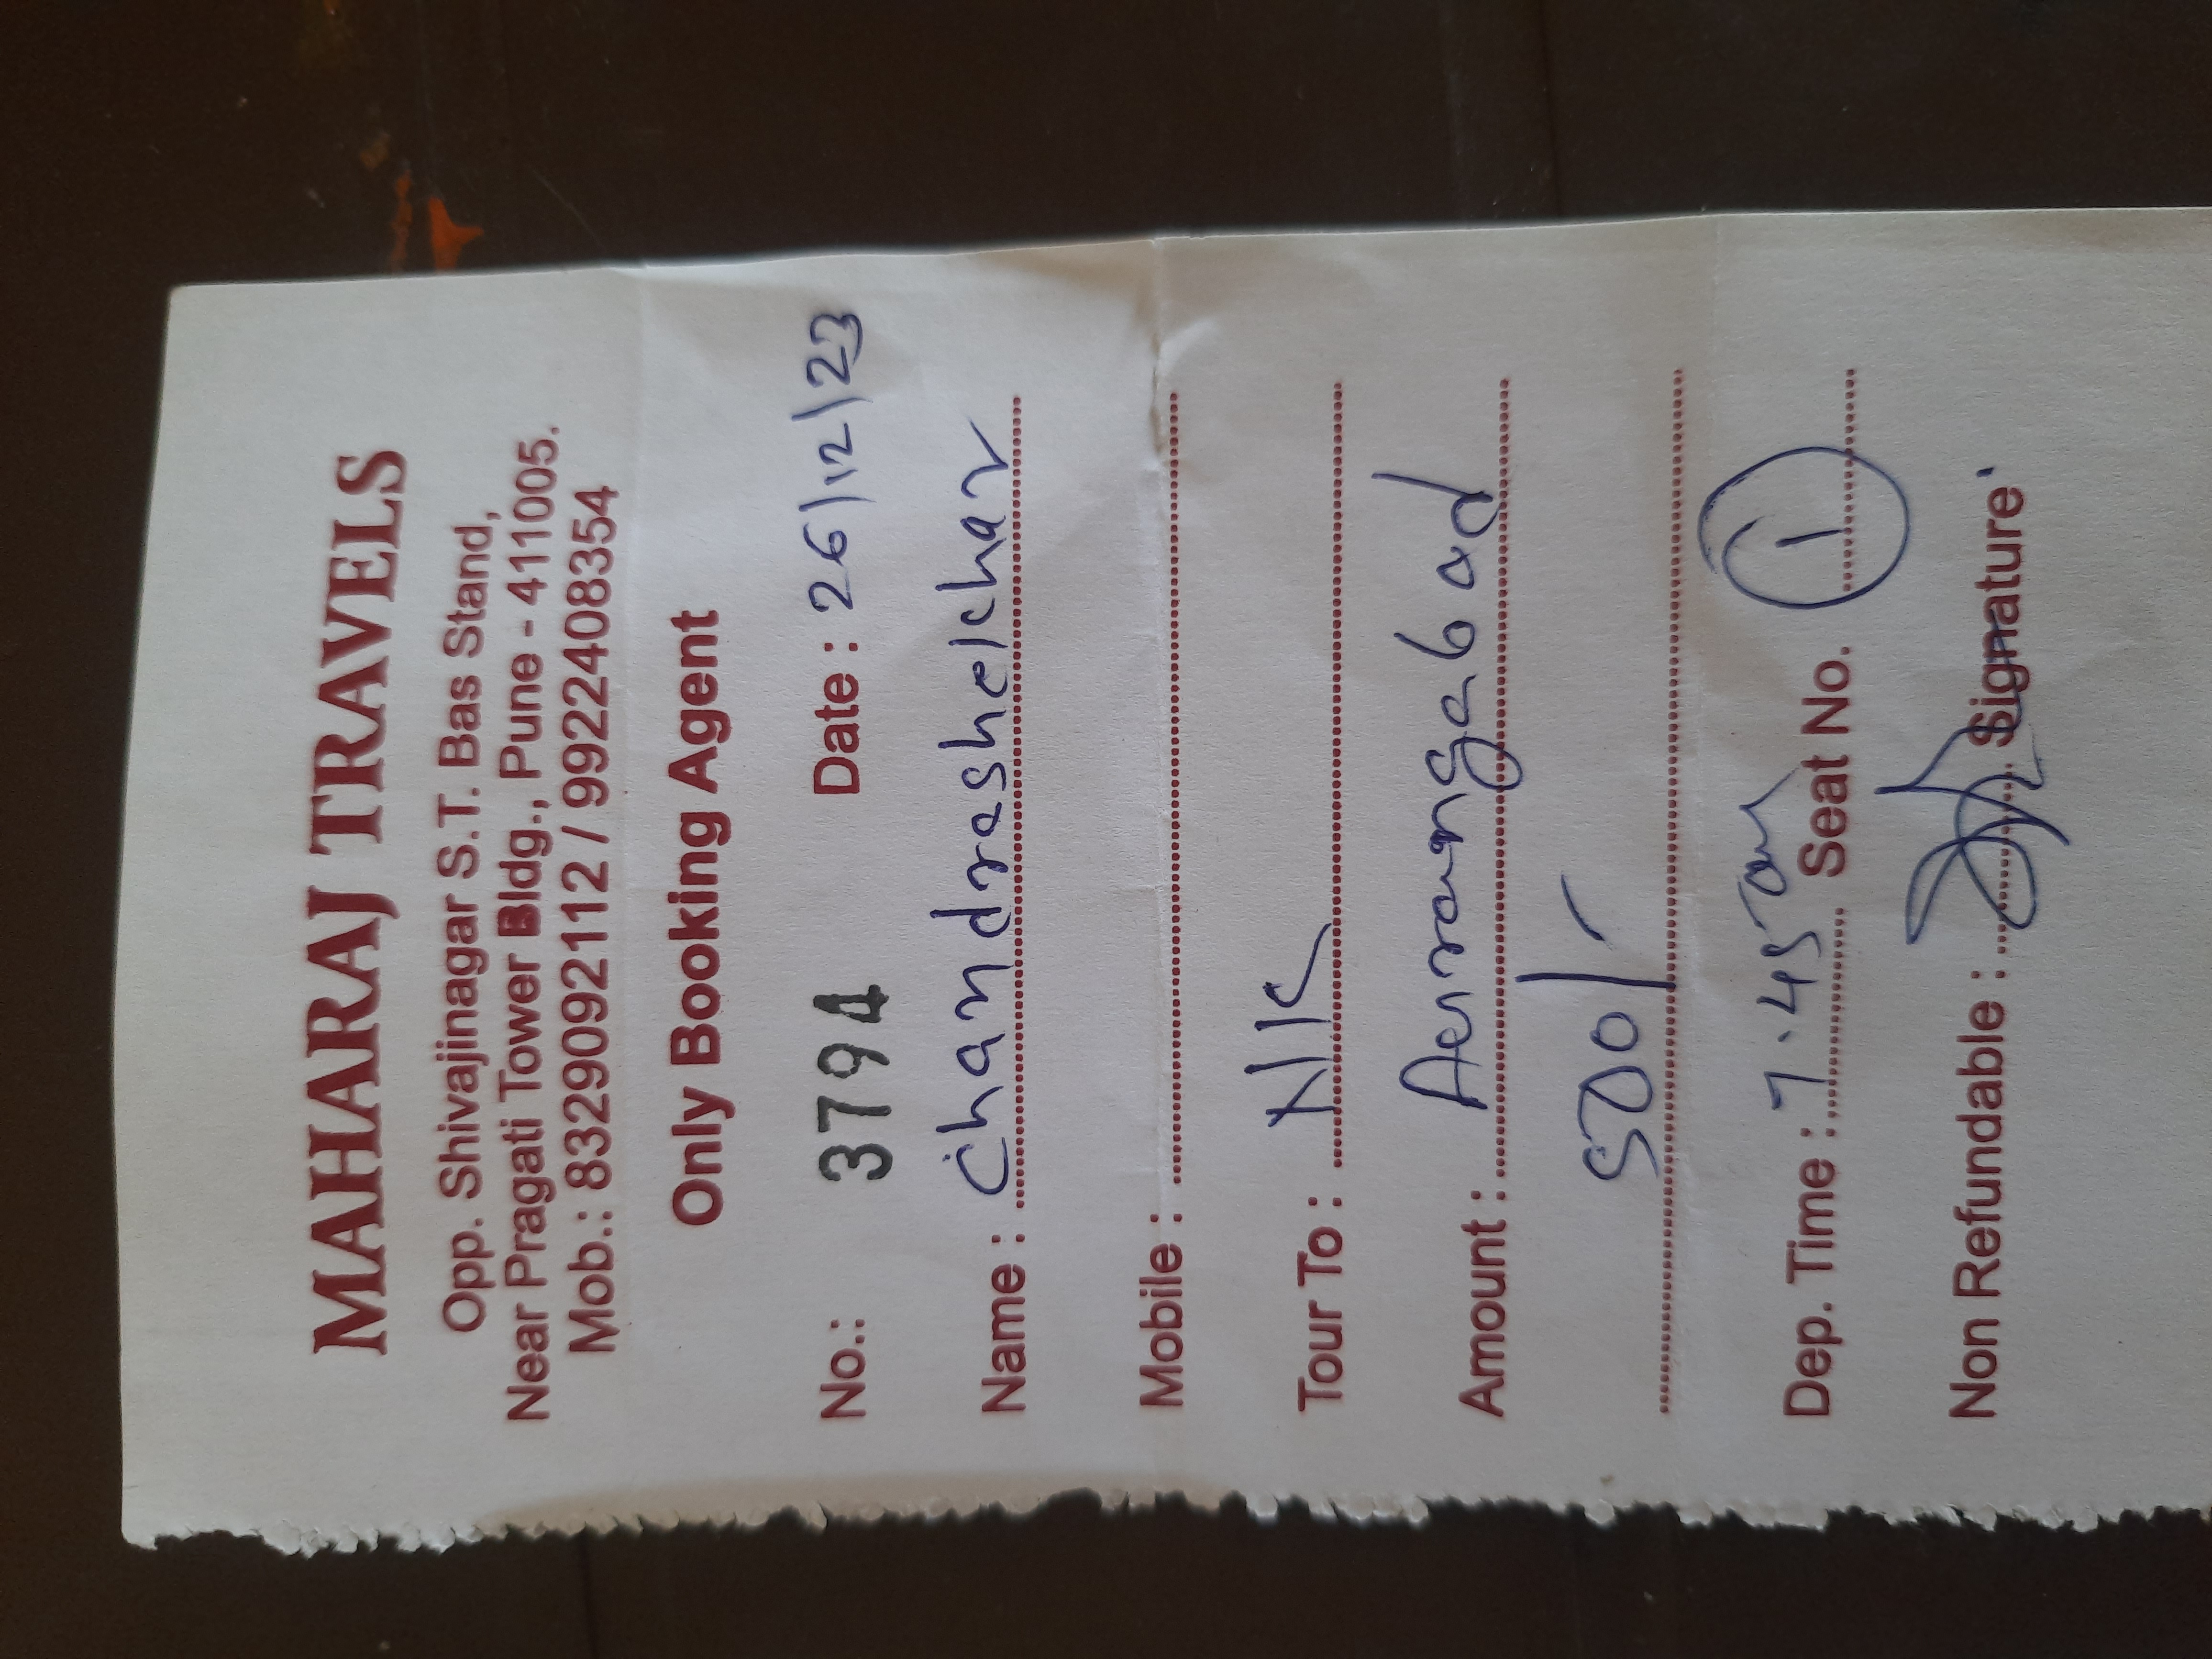 MAHARAJ TRAVELS
Opp. Shivajinagar S.T. Bas Stand,
Near Pragati Tower Bldg., Pune - 411005.
Mob.: 8329092112 / 9922408354
Only Booking Agent
No.: 3794 Date : 26/12/23
Name : Chandrashekhar
Mobile :
Tour To :
Amount : Aurangabad
500/-
Dep. Time : 7.45 am Seat No. 1
Non Refundable : Signature